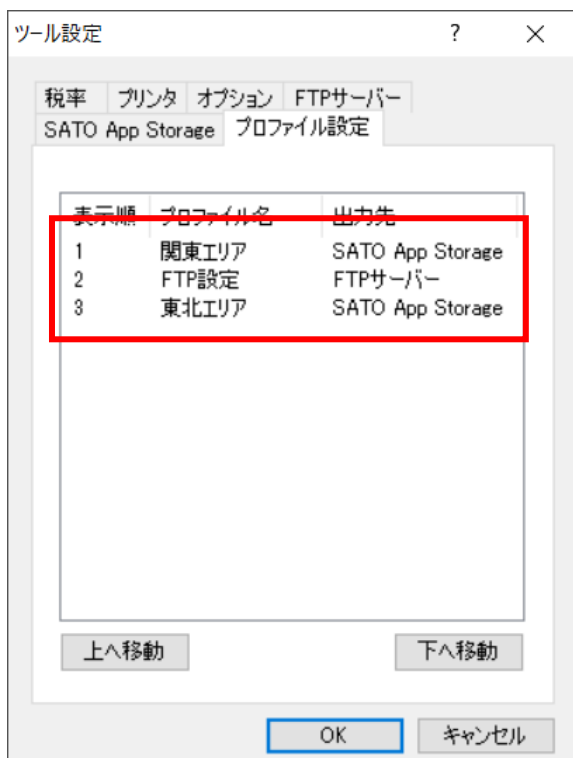 ツール設定 ? ×
税率 プリンタ オプション FTPサーバー
SATO App Storage プロファイル設定
表示順 プロファイル名 出力先
1 関東エリア SATO App Storage
2 FTP設定 FTPサーバー
3 東北エリア SATO App Storage
上へ移動 下へ移動
OK キャンセル